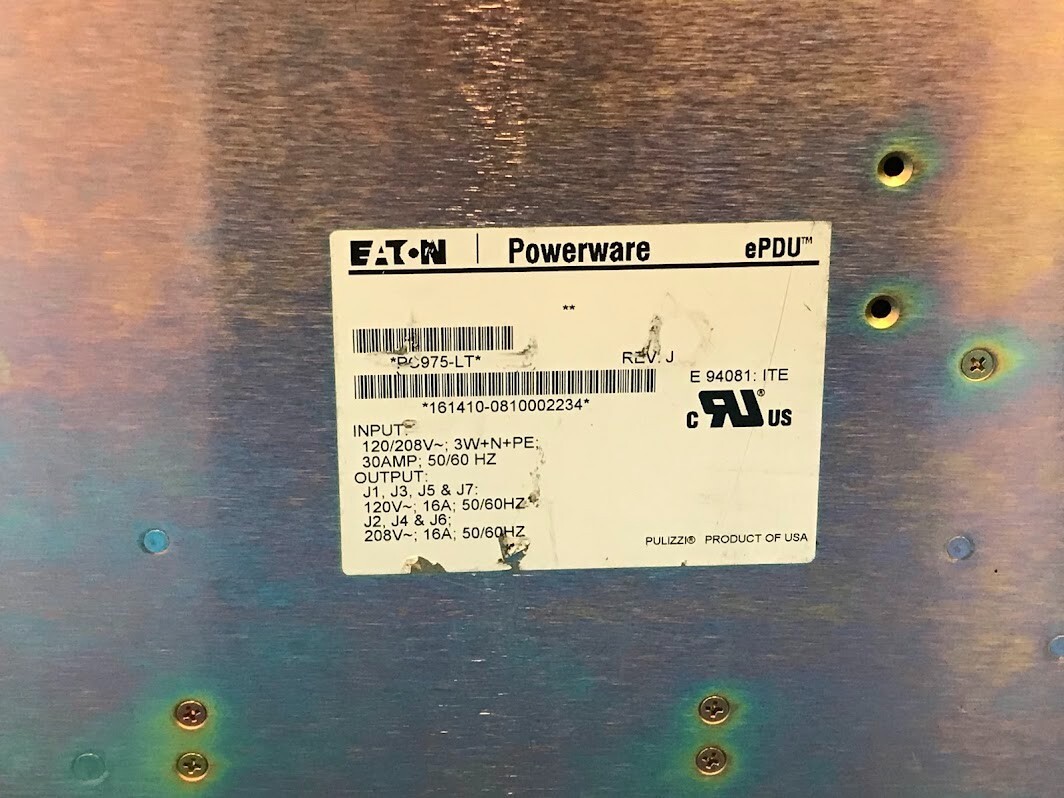 EATON | Powerware ePDU™
**
*PC975-LT* REV. J
E 94081: ITE
*161410-0810002234*
C RU® US
INPUT:
120/208V~; 3W+N+PE;
30AMP; 50/60 HZ
OUTPUT:
J1, J3, J5 & J7:
120V~; 16A; 50/60HZ
J2, J4 & J6;
208V~; 16A; 50/60HZ
PULIZZI® PRODUCT OF USA